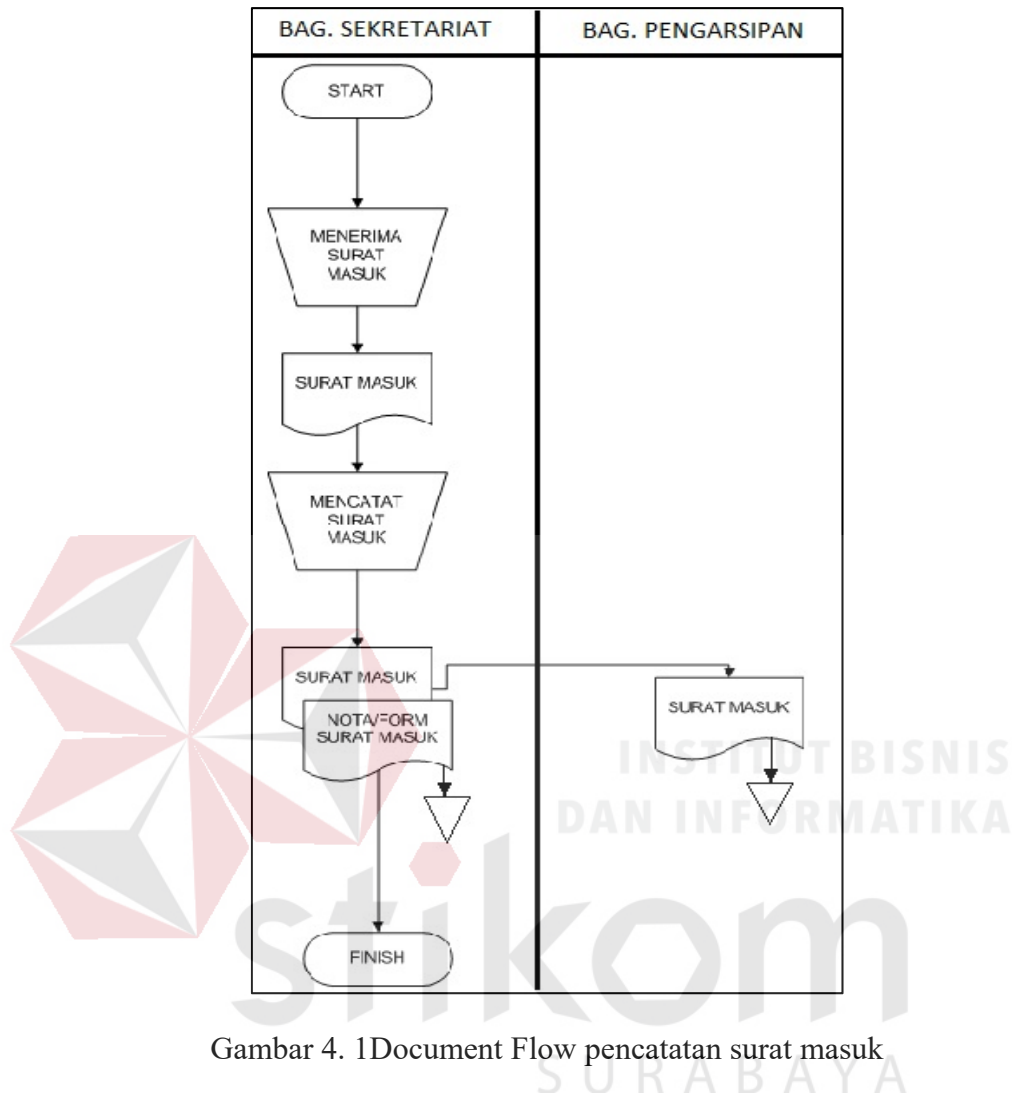 BAG. SEKRETARIAT
BAG. PENGARSIPAN
START
MENERIMA
SURAT
MASUK
SURAT MASUK
MENCATAT
SURAT
MASUK
SURAT MASUK
NOTA/FORM
SURAT MASUK
SURAT MASUK
FINISH
INSTITUT BISNIS
DAN INFORMATIKA
stikom
SURABAYA
Gambar 4. 1Document Flow pencatatan surat masuk